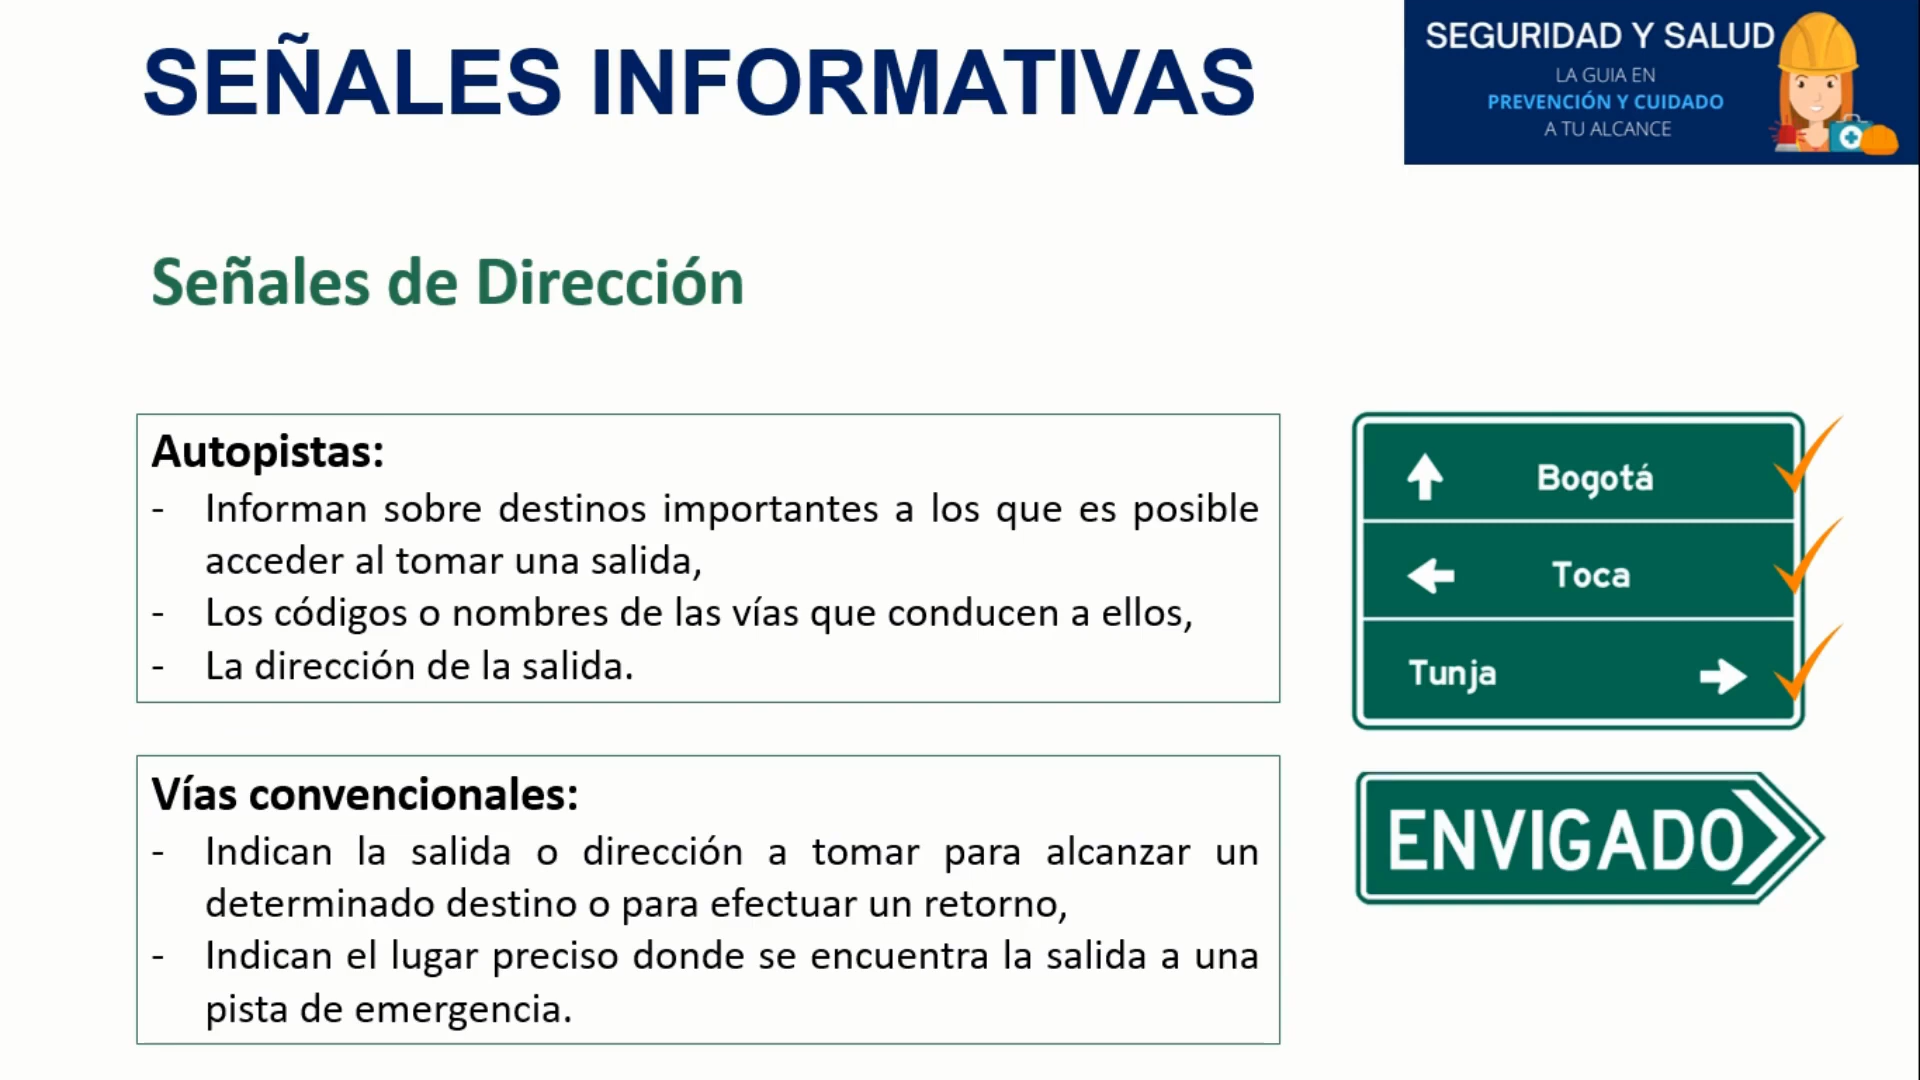 SEÑALES INFORMATIVAS
SEGURIDAD Y SALUD
LA GUIA EN
PREVENCIÓN Y CUIDADO
A TU ALCANCE
Señales de Dirección
Autopistas:
- Informan sobre destinos importantes a los que es posible
acceder al tomar una salida,
- Los códigos o nombres de las vías que conducen a ellos,
- La dirección de la salida.
Bogotá
Toca
Tunja
Vías convencionales:
- Indican la salida o dirección a tomar para alcanzar un
determinado destino o para efectuar un retorno,
- Indican el lugar preciso donde se encuentra la salida a una
pista de emergencia.
ENVIGADO